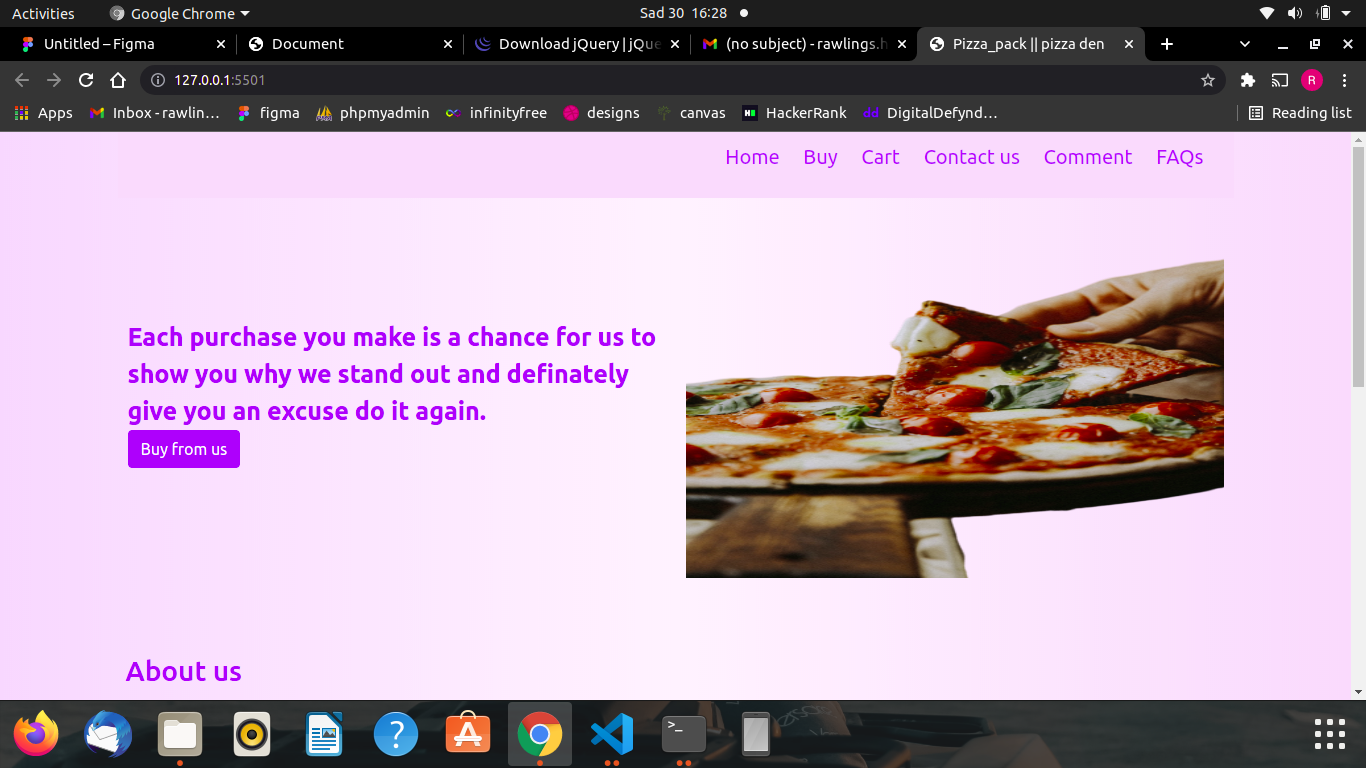 Activities
Google Chrome
Sad 30 16:28
Untitled – Figma
Document
Download jQuery | jQue
(no subject) - rawlings.h
Pizza_pack || pizza den
127.0.0.1:5501
R
Apps
Inbox - rawlin…
figma
phpmyadmin
infinityfree
designs
canvas
HackerRank
DigitalDefynd…
Reading list
Home
Buy
Cart
Contact us
Comment
FAQs
Each purchase you make is a chance for us to
show you why we stand out and definately
give you an excuse do it again.
Buy from us
About us